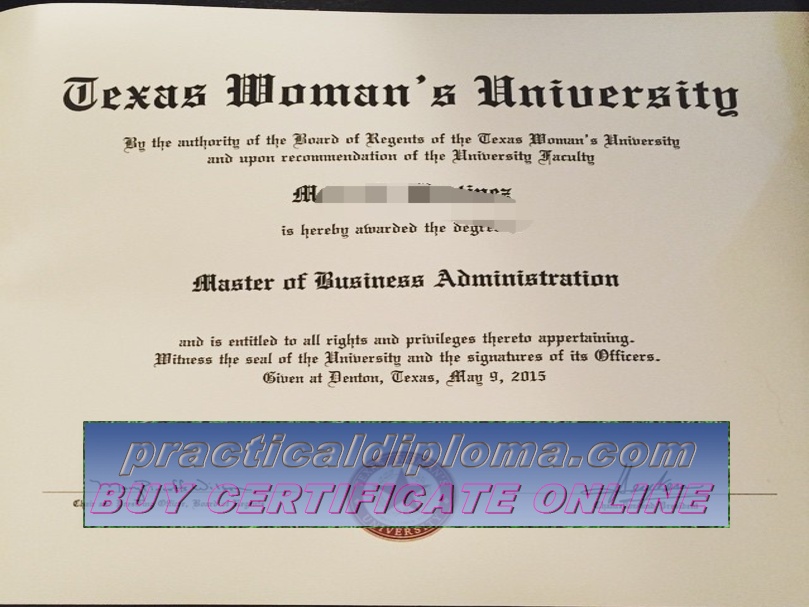 Texas Woman's University
By the authority of the Board of Regents of the Texas Woman's University
and upon recommendation of the University Faculty
is hereby awarded the degree
Master of Business Administration
and is entitled to all rights and privileges thereto appertaining.
Witness the seal of the University and the signatures of its Officers.
Given at Denton, Texas, May 9, 2015
practicaldiploma.com
BUY CERTIFICATE ONLINE